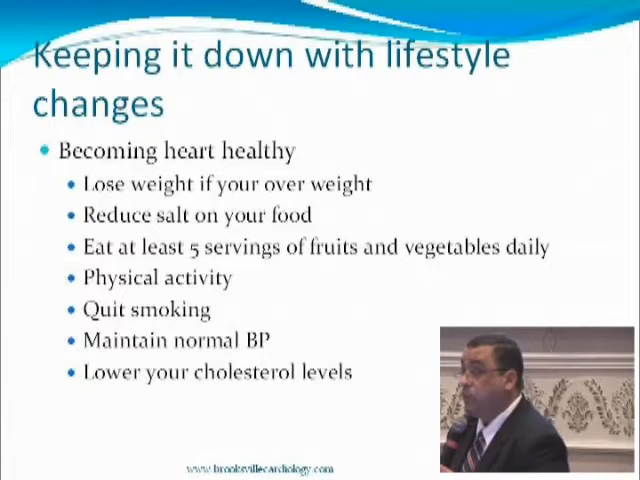 Keeping it down with lifestyle
changes
Becoming heart healthy
Lose weight if your over weight
Reduce salt on your food
Eat at least 5 servings of fruits and vegetables daily
Physical activity
Quit smoking
Maintain normal BP
Lower your cholesterol levels
www.brooksvillecardiology.com